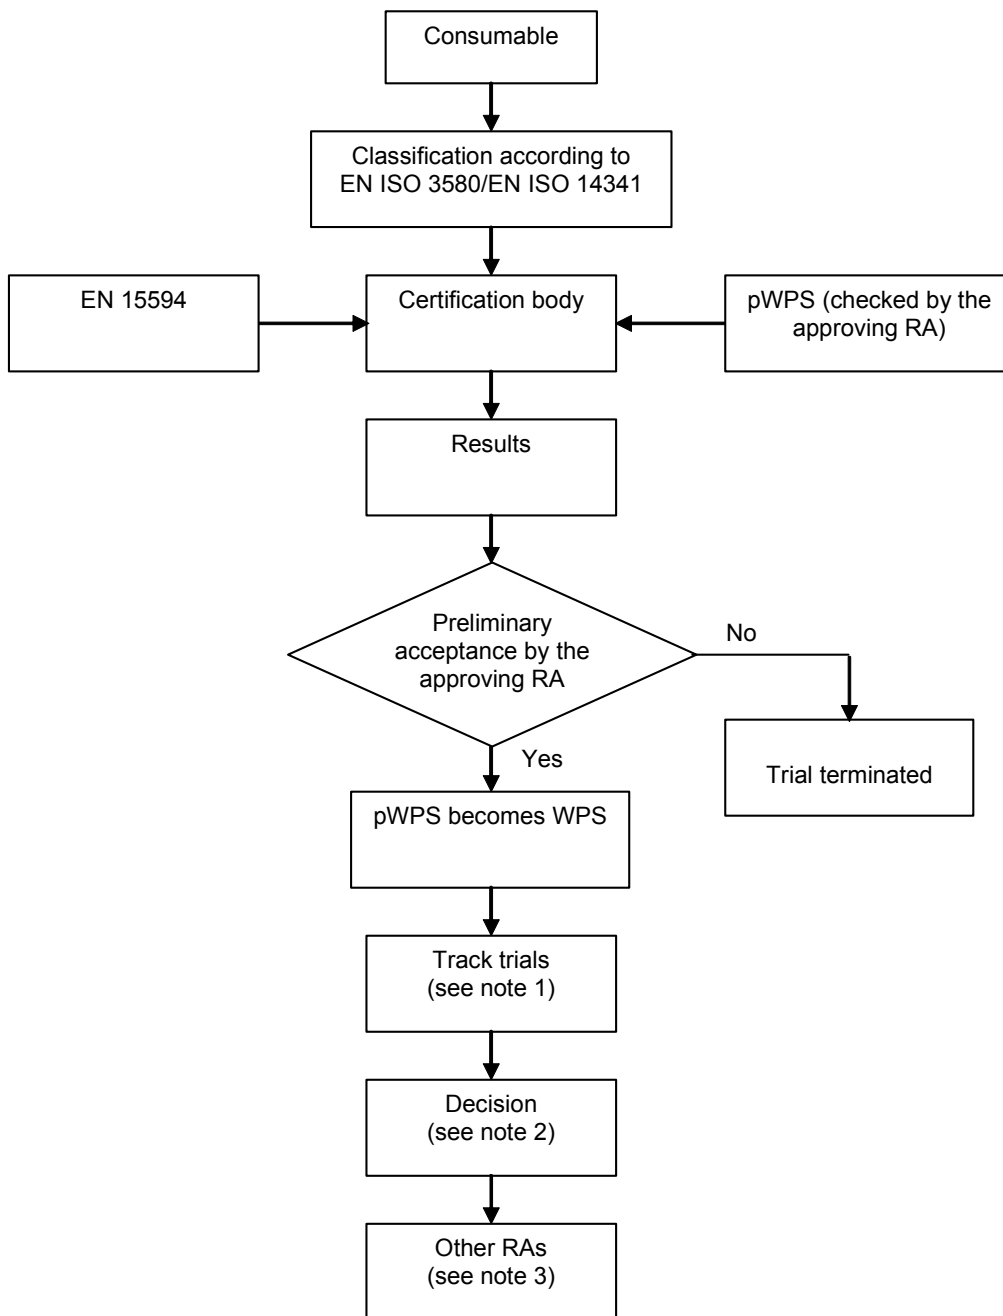 Consumable
Classification according to
EN ISO 3580/EN ISO 14341
EN 15594
Certification body
pWPS (checked by the
approving RA)
Results
Preliminary
acceptance by the
approving RA
No
Trial terminated
Yes
pWPS becomes WPS
Track trials
(see note 1)
Decision
(see note 2)
Other RAs
(see note 3)